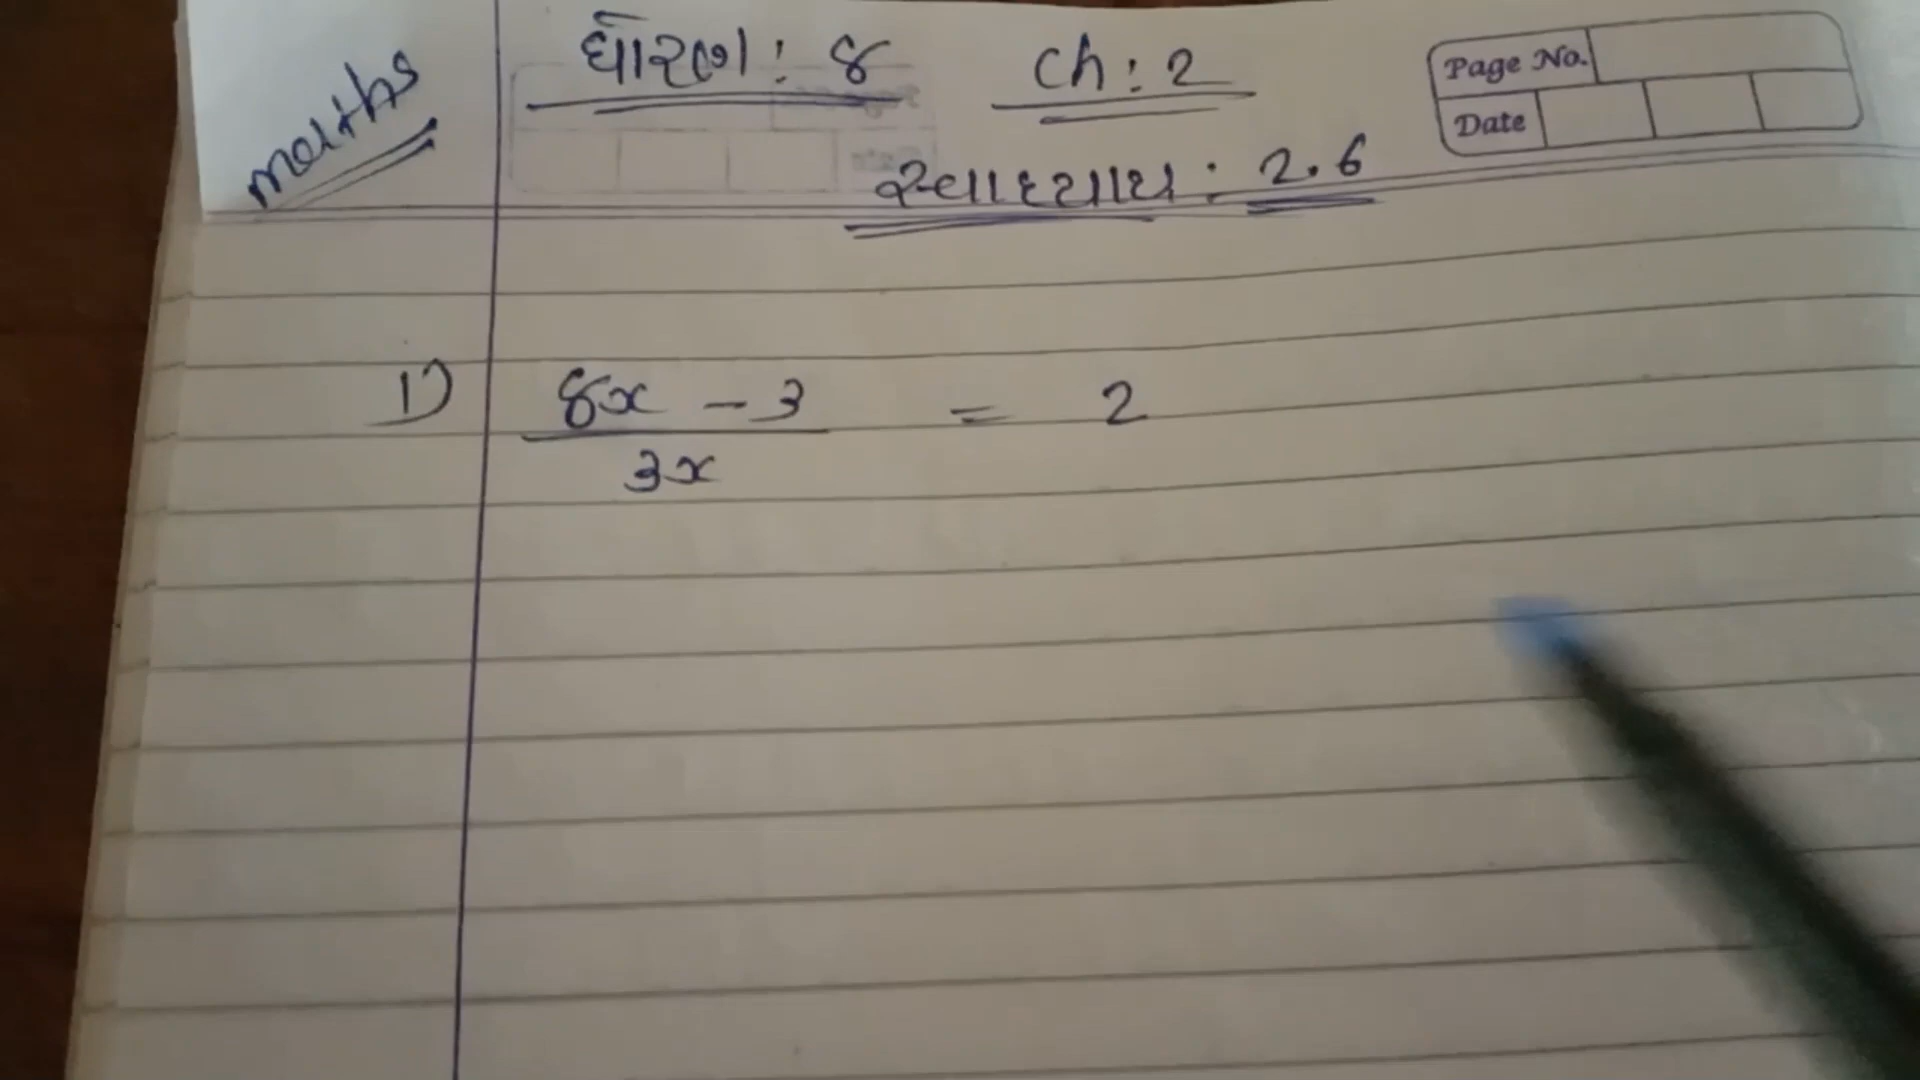 maths
ધોરણ : 8 Ch : 2
Page No.
Date
સ્વાધ્યાય : 2.6
1) 8x - 3 = 2
3x